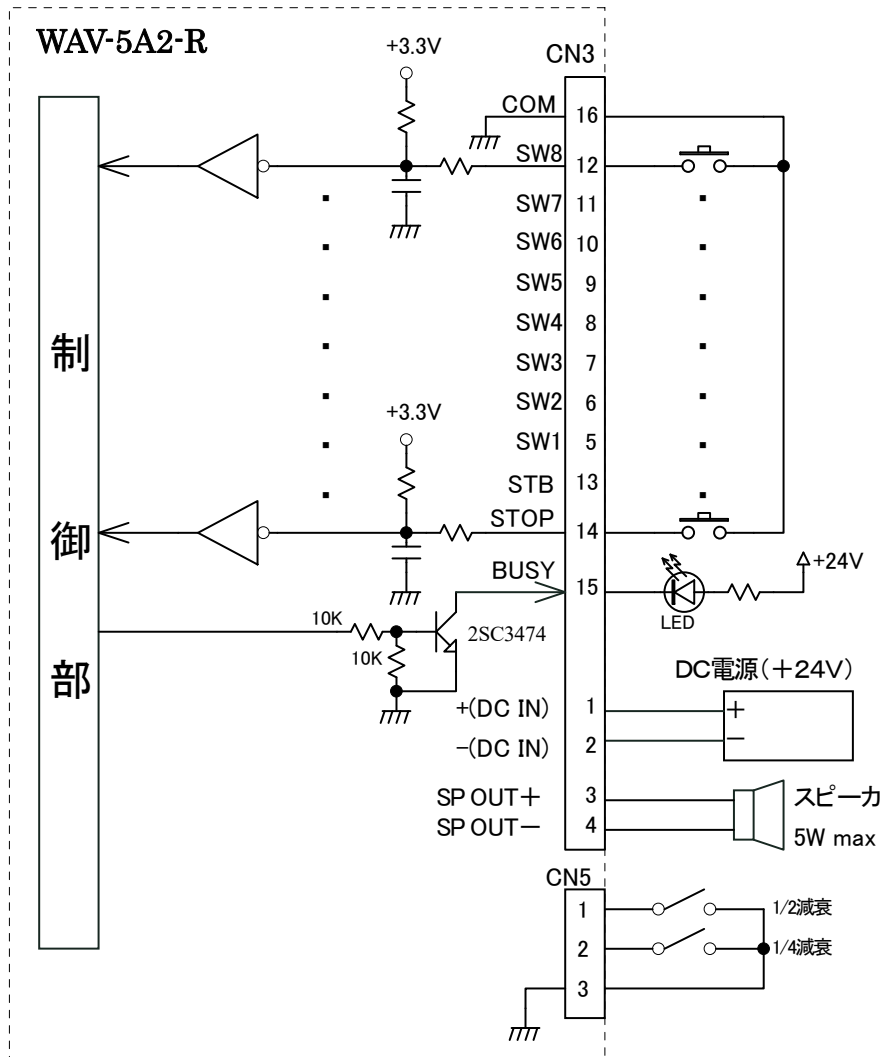 WAV-5A2-R
+3.3V
CN3
COM
16
SW8
12
SW7
11
SW6
10
SW5
9
SW4
8
制
SW3
7
SW2
6
+3.3V
SW1
5
STB
13
STOP
14
御
BUSY
15
+24V
LED
10K
2SC3474
10K
部
DC電源(+24V)
+(DC IN)
1
+
-(DC IN)
2
-
SP OUT+
3
スピーカ
SP OUT-
4
5W max
CN5
1
1/2減衰
2
1/4減衰
3